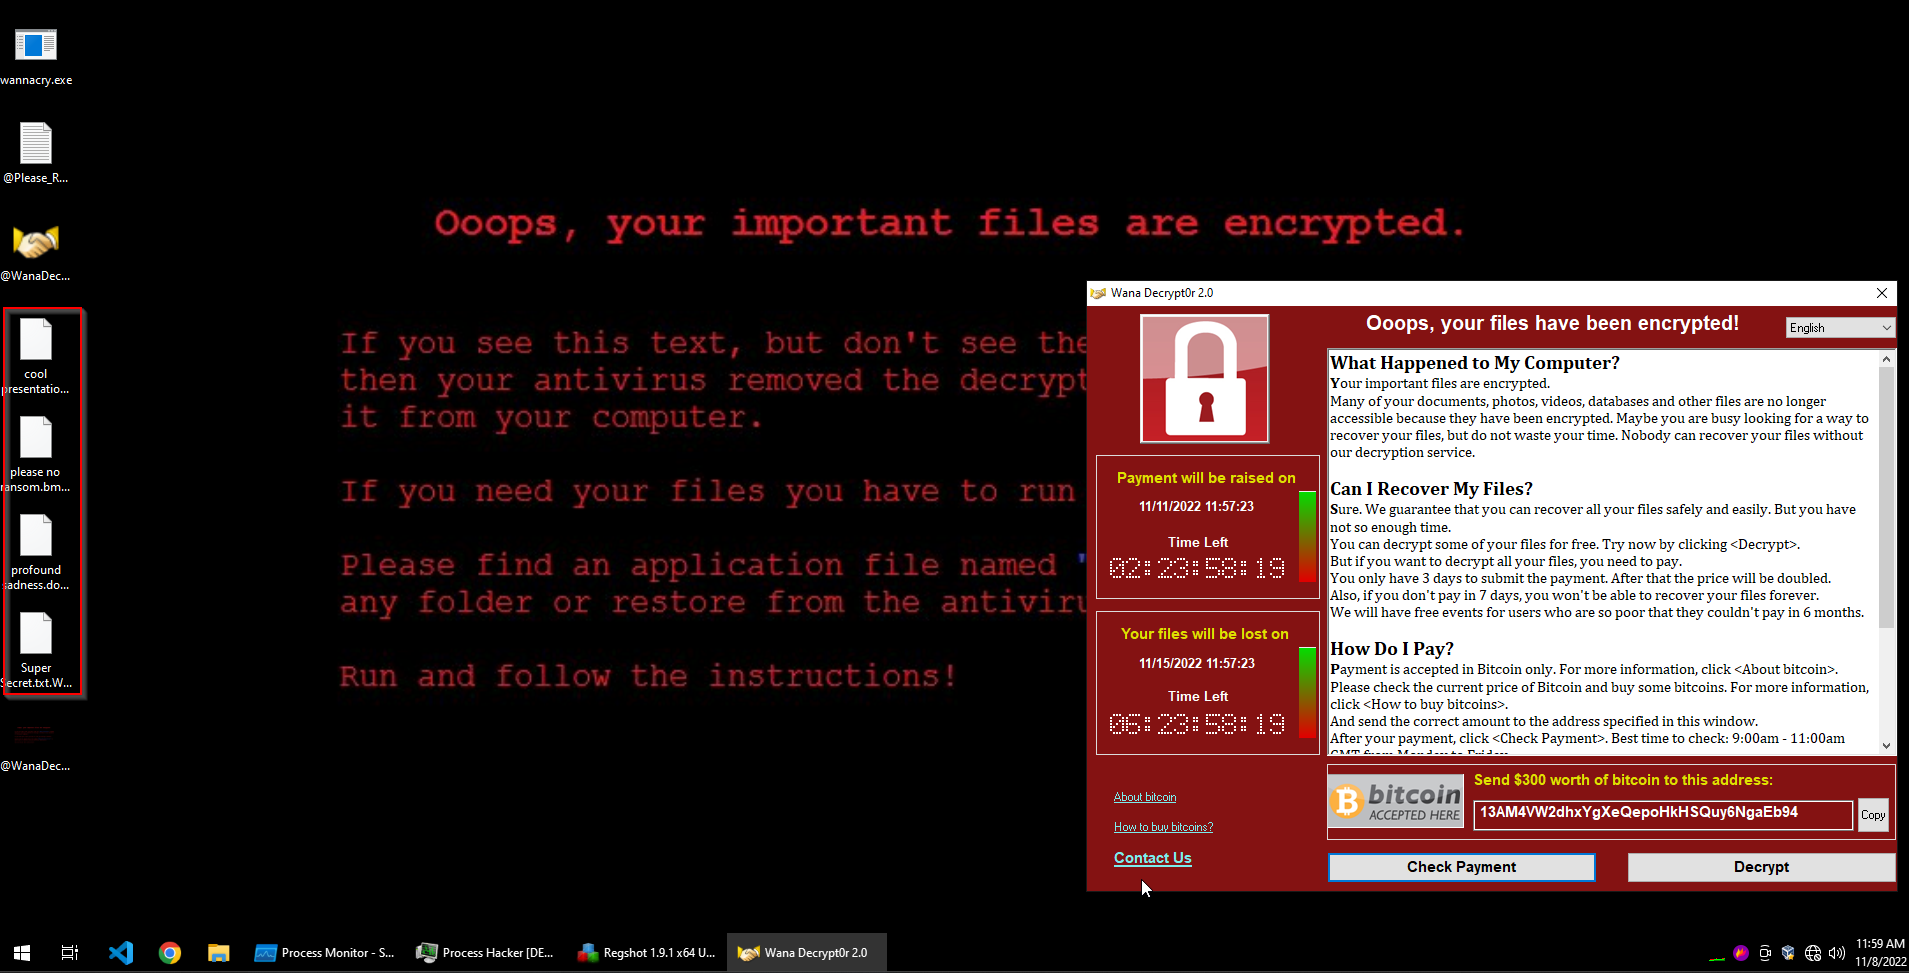 wannacry.exe
@Please_R...
@WanaDec...
cool
presentatio...
please no
ransom.bm...
profound
sadness.do...
Super
Secret.txt.W...
@WanaDec...
Ooops, your important files are encrypted.
If you see this text, but don't see the
then your antivirus removed the decrypt
it from your computer.
If you need your files you have to run
Please find an application file named "
any folder or restore from the antiviru
Run and follow the instructions!
Wana Decrypt0r 2.0
Ooops, your files have been encrypted!
English
Payment will be raised on
11/11/2022 11:57:23
Time Left
02:23:58:19
Your files will be lost on
11/15/2022 11:57:23
Time Left
06:23:58:19
About bitcoin
How to buy bitcoins?
Contact Us
What Happened to My Computer?
Your important files are encrypted.
Many of your documents, photos, videos, databases and other files are no longer
accessible because they have been encrypted. Maybe you are busy looking for a way to
recover your files, but do not waste your time. Nobody can recover your files without
our decryption service.
Can I Recover My Files?
Sure. We guarantee that you can recover all your files safely and easily. But you have
not so enough time.
You can decrypt some of your files for free. Try now by clicking <Decrypt>.
But if you want to decrypt all your files, you need to pay.
You only have 3 days to submit the payment. After that the price will be doubled.
Also, if you don't pay in 7 days, you won't be able to recover your files forever.
We will have free events for users who are so poor that they couldn't pay in 6 months.
How Do I Pay?
Payment is accepted in Bitcoin only. For more information, click <About bitcoin>.
Please check the current price of Bitcoin and buy some bitcoins. For more information,
click <How to buy bitcoins>.
And send the correct amount to the address specified in this window.
After your payment, click <Check Payment>. Best time to check: 9:00am - 11:00am
GMT from Monday to Friday.
bitcoin
ACCEPTED HERE
Send $300 worth of bitcoin to this address:
13AM4VW2dhxYgXeQepoHkHSQuy6NgaEb94
Copy
Check Payment
Decrypt
Process Monitor - S...
Process Hacker [DE...
Regshot 1.9.1 x64 U...
Wana Decrypt0r 2.0
11:59 AM
11/8/2022